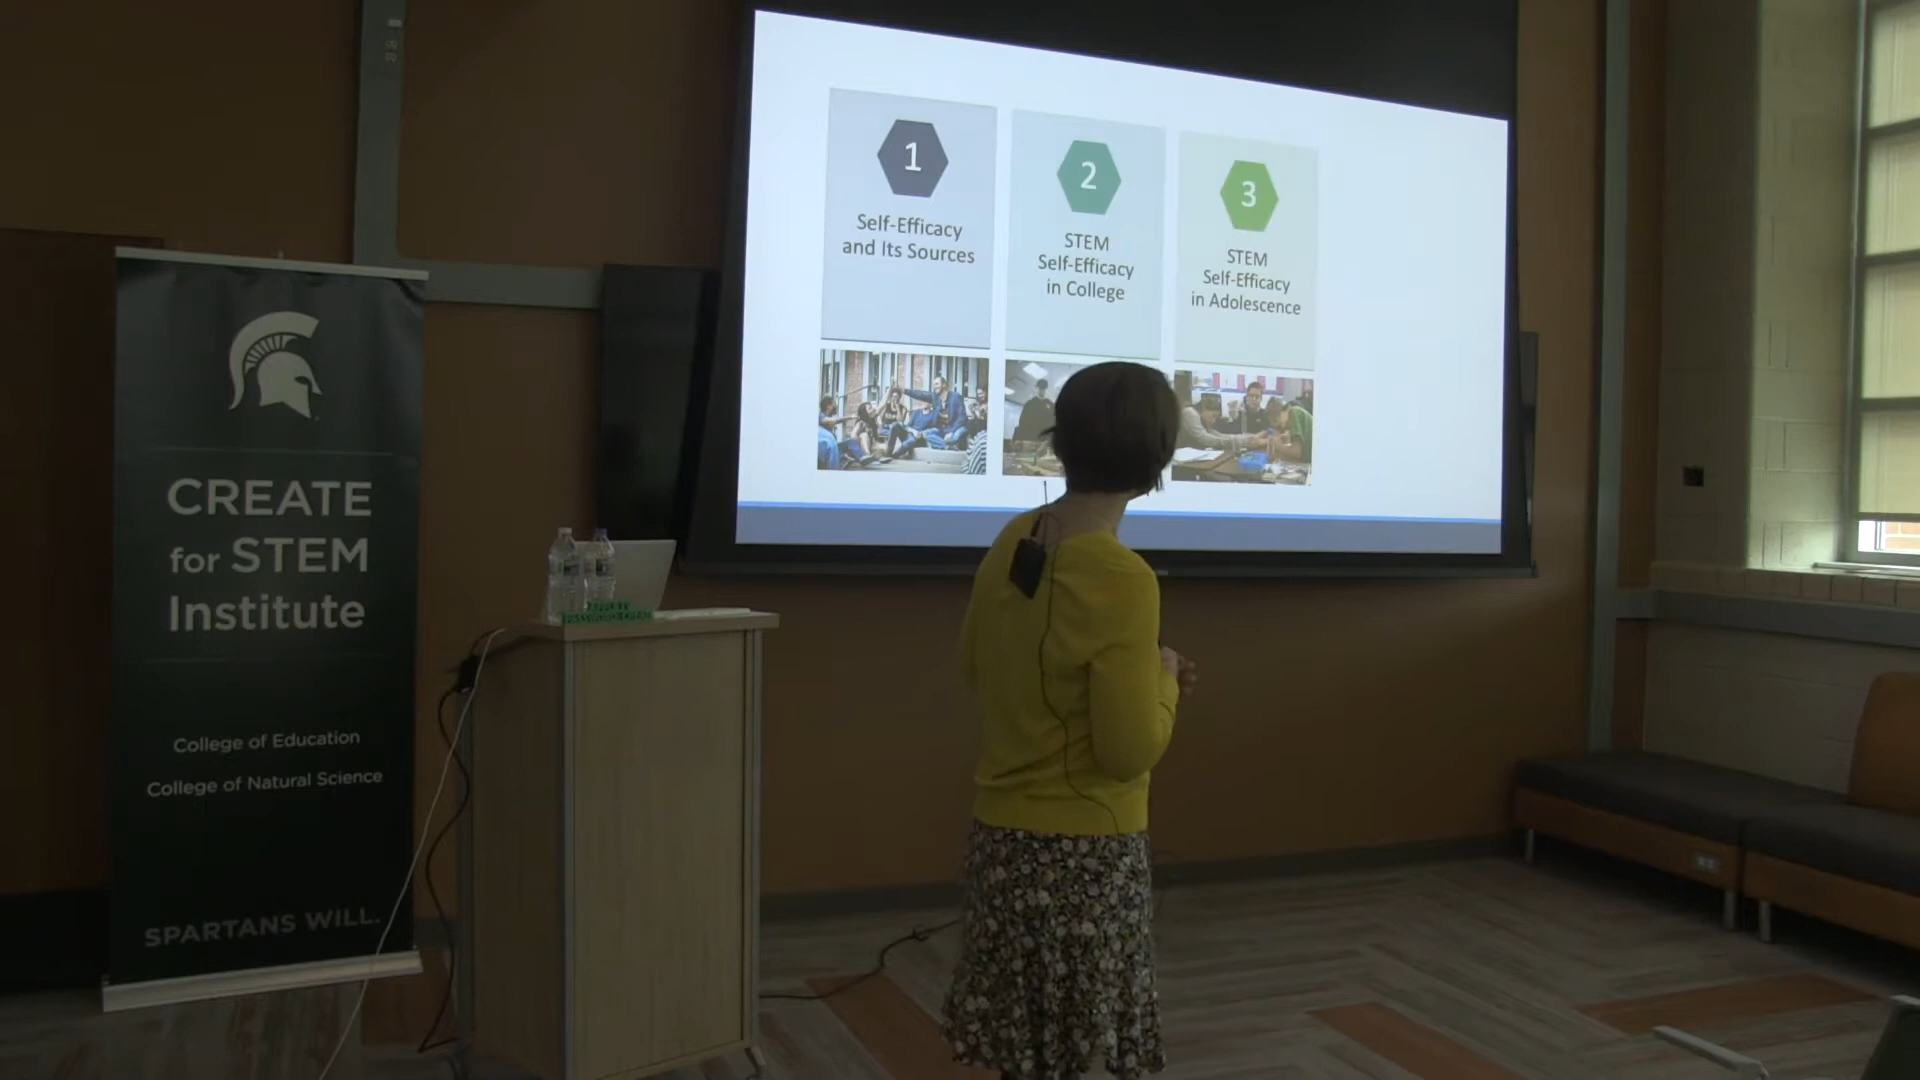 CREATE
for STEM
Institute
College of Education
College of Natural Science
SPARTANS WILL.
1
Self-Efficacy
and Its Sources
2
STEM
Self-Efficacy
in College
3
STEM
Self-Efficacy
in Adolescence